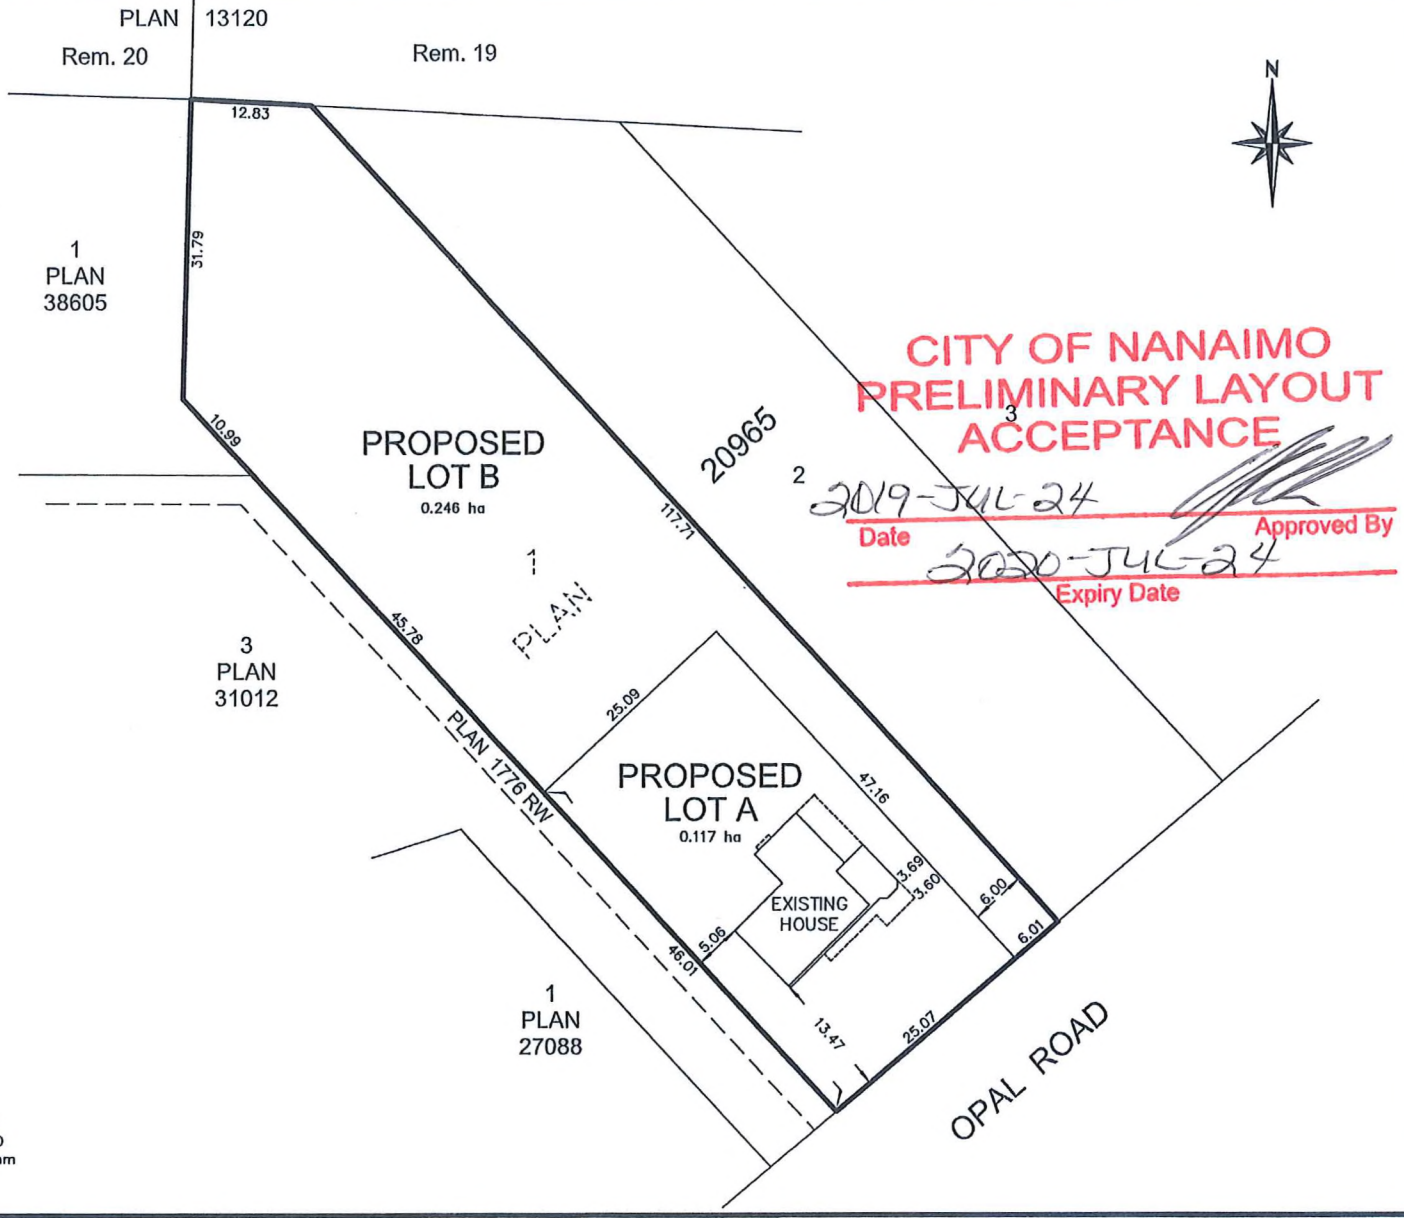 PLAN 13120
Rem. 20
Rem. 19
N
12.83
31.79
1
PLAN
38605
CITY OF NANAIMO
PRELIMINARY LAYOUT
3
ACCEPTANCE
10.99
PROPOSED
LOT B
0.246 ha
20965
2
2019-JUL-24
Date
Approved By
2020-JUL-24
Expiry Date
117.71
1
PLAN
45.78
3
PLAN
31012
25.09
PLAN 1776 RW
PROPOSED
LOT A
0.117 ha
47.16
3.69
3.60
EXISTING
HOUSE
6.00
6.01
5.06
46.01
13.47
25.07
1
PLAN
27088
OPAL ROAD